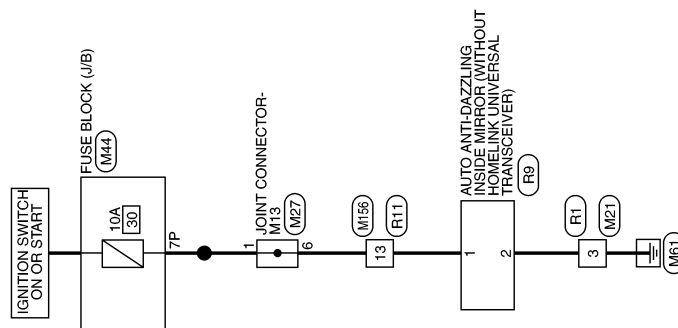 IGNITION SWITCH
ON OR START
FUSE BLOCK (J/B)
M44
10A
30
7P
1
JOINT CONNECTOR-
M13
M27
6
M156
13
R11
AUTO ANTI-DAZZLING
INSIDE MIRROR (WITHOUT
HOMELINK UNIVERSAL
TRANSCEIVER)
R9
1
2
R1
3
M21
M61